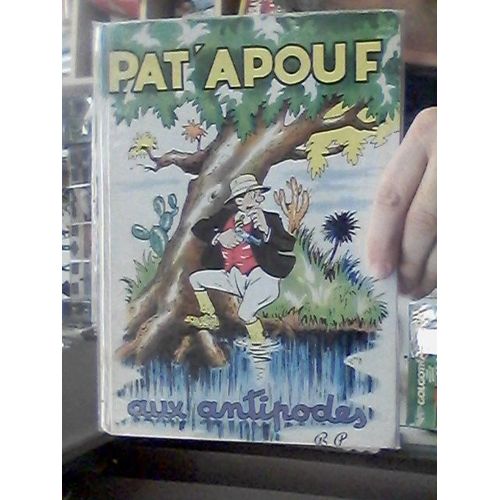 PAT'APOUF
aux antipodes
B.P.